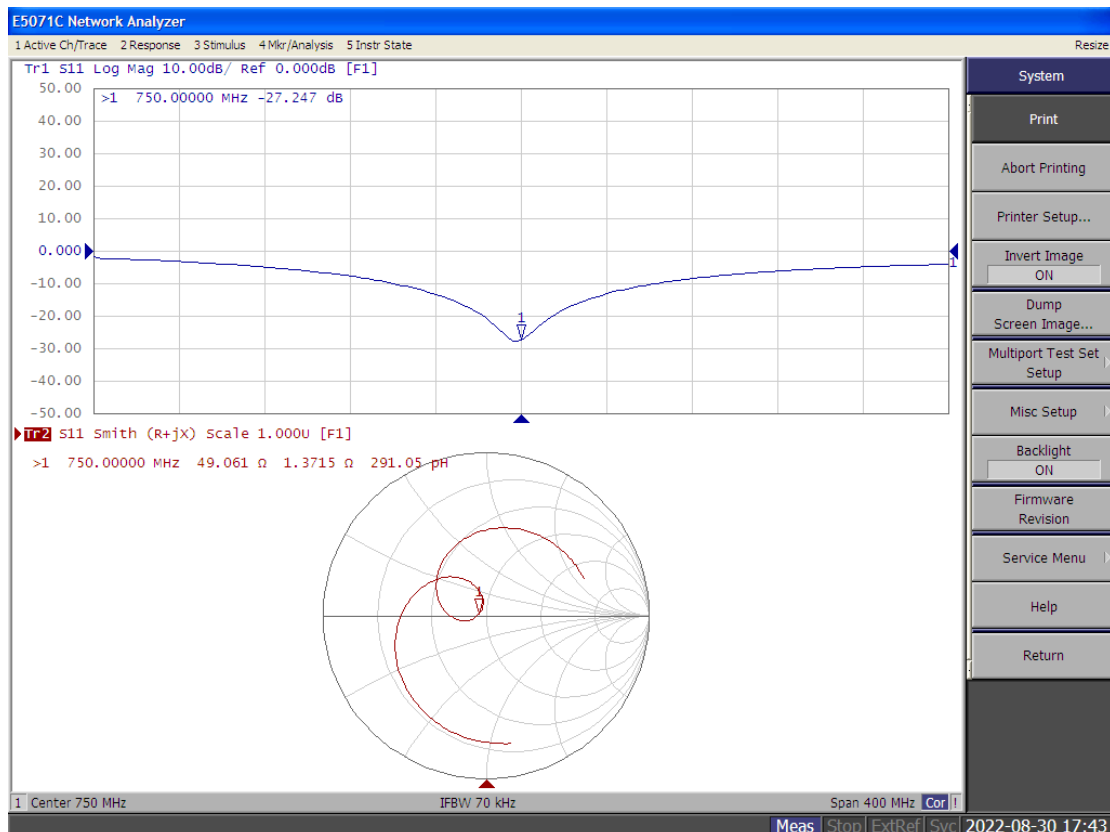 E5071C Network Analyzer
1 Active Ch/Trace 2 Response 3 Stimulus 4 Mkr/Analysis 5 Instr State Resize
Tr1 S11 Log Mag 10.00dB/ Ref 0.000dB [F1]
50.00
>1 750.00000 MHz -27.247 dB
40.00
30.00
20.00
10.00
0.000
1
-10.00
-20.00
1
-30.00
-40.00
-50.00
Tr2 S11 Smith (R+jX) Scale 1.000U [F1]
>1 750.00000 MHz 49.061 Ω 1.3715 Ω 291.05 pH
1
System
Print
Abort Printing
Printer Setup...
Invert Image
ON
Dump
Screen Image...
Multiport Test Set
Setup
Misc Setup
Backlight
ON
Firmware
Revision
Service Menu
Help
Return
1 Center 750 MHz IFBW 70 kHz Span 400 MHz Cor !
Meas Stop ExtRef Svc 2022-08-30 17:43